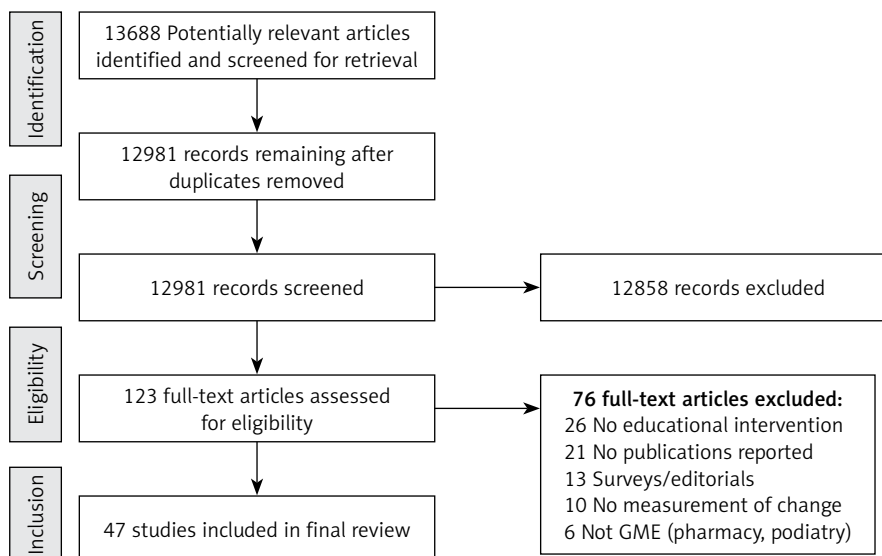 Identification
13688 Potentially relevant articles
identified and screened for retrieval
12981 records remaining after
duplicates removed
Screening
12981 records screened
12858 records excluded
Eligibility
123 full-text articles assessed
for eligibility
76 full-text articles excluded:
26 No educational intervention
21 No publications reported
13 Surveys/editorials
10 No measurement of change
6 Not GME (pharmacy, podiatry)
Inclusion
47 studies included in final review